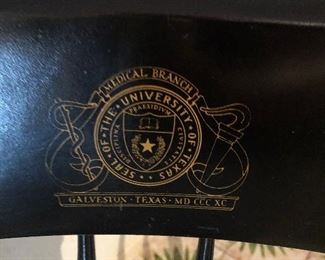 MEDICAL BRANCH
SEAL · OF · THE · UNIVERSITY · OF · TEXAS
DISCIPLINA PRAESIDIUM CIVITATIS
GALVESTON · TEXAS · MD CCC XC